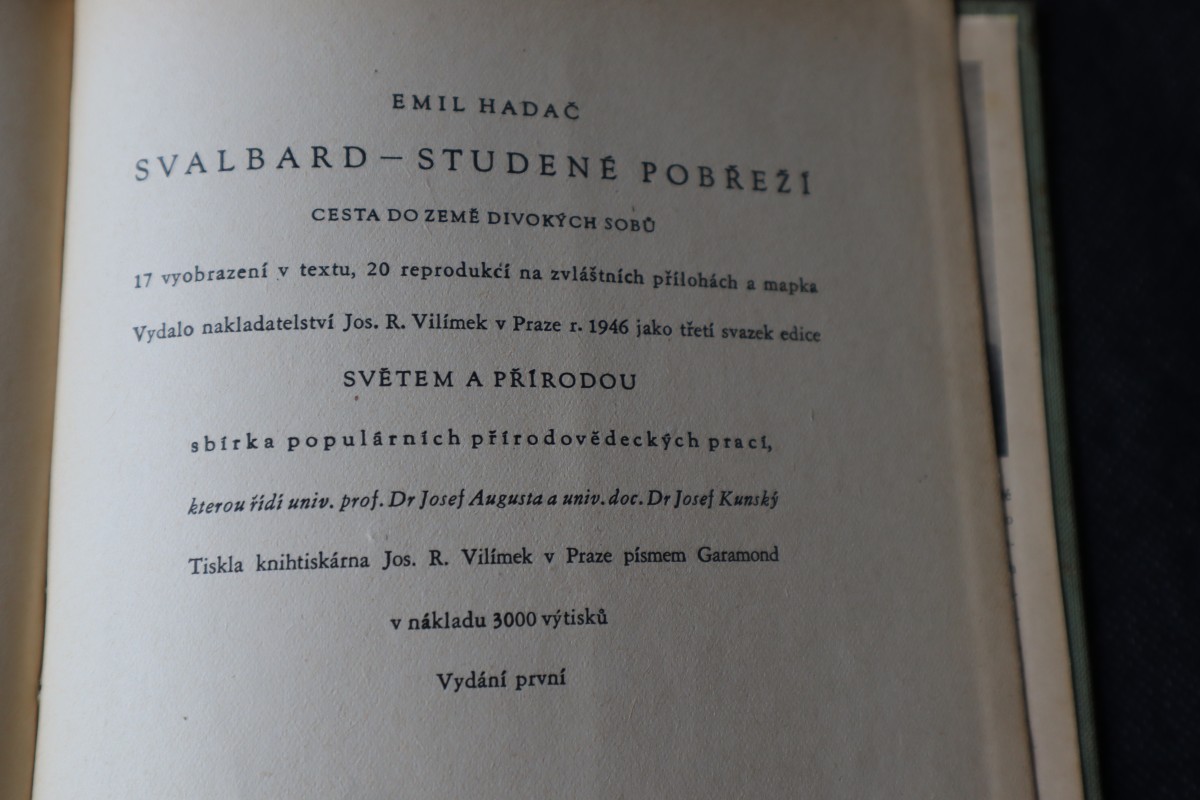 EMIL HADAČ
SVALBARD – STUDENÉ POBŘEŽÍ
CESTA DO ZEMĚ DIVOKÝCH SOBŮ
17 vyobrazení v textu, 20 reprodukcí na zvláštních přílohách a mapka
Vydalo nakladatelství Jos. R. Vilímek v Praze r. 1946 jako třetí svazek edice
SVĚTEM A PŘÍRODOU
sbírka populárních přírodovědeckých prací,
kterou řídí univ. prof. Dr Josef Augusta a univ. doc. Dr Josef Kunský
Tiskla knihtiskárna Jos. R. Vilímek v Praze písmem Garamond
v nákladu 3000 výtisků
Vydání první